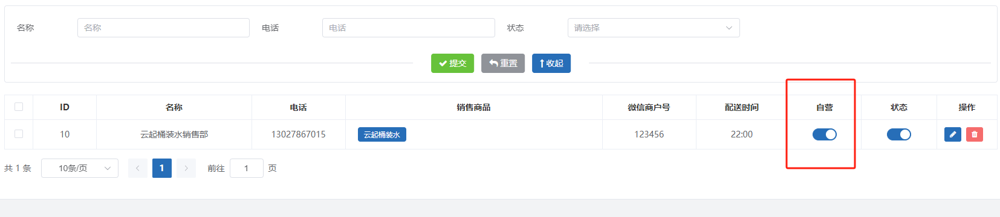 名称 名称 电话 电话 状态 请选择
提交 重置 收起
ID 名称 电话 销售商品 微信商户号 配送时间 自营 状态 操作
10 云起桶装水销售部 13027867015 云起桶装水 123456 22:00
共 1 条 10条/页 1 前往 1 页